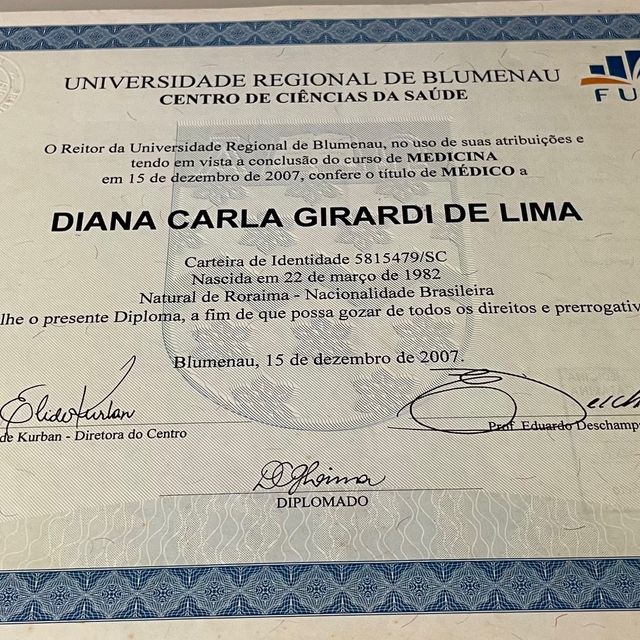 UNIVERSIDADE REGIONAL DE BLUMENAU
CENTRO DE CIÊNCIAS DA SAÚDE
FU
O Reitor da Universidade Regional de Blumenau, no uso de suas atribuições e
tendo em vista a conclusão do curso de MEDICINA
em 15 de dezembro de 2007, confere o título de MÉDICO a
DIANA CARLA GIRARDI DE LIMA
Carteira de Identidade 5815479/SC
Nascida em 22 de março de 1982
Natural de Roraima - Nacionalidade Brasileira
lhe o presente Diploma, a fim de que possa gozar de todos os direitos e prerrogativ
Blumenau, 15 de dezembro de 2007.
de Kurban - Diretora do Centro
Prof. Eduardo Deschamp
DIPLOMADO